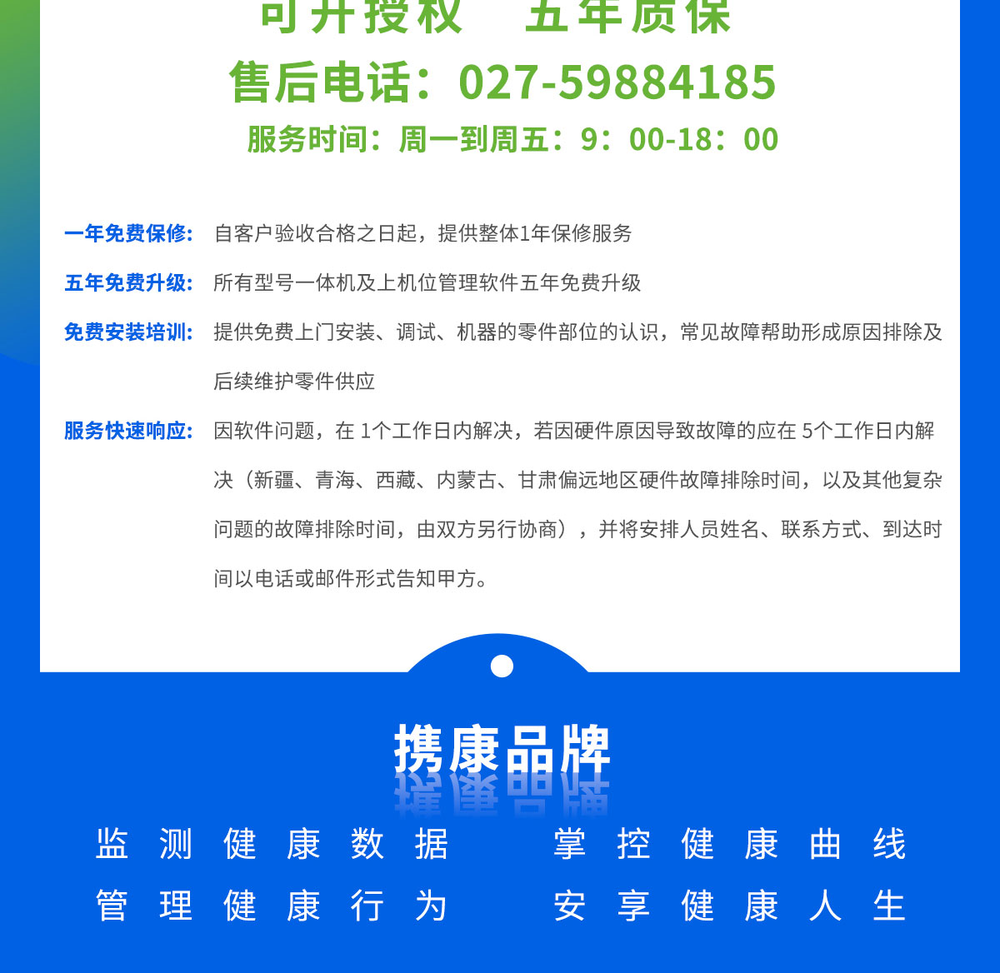 可开授权 五年质保
售后电话：027-59884185
服务时间：周一到周五：9：00-18：00
一年免费保修： 自客户验收合格之日起，提供整体1年保修服务
五年免费升级： 所有型号一体机及上机位管理软件五年免费升级
免费安装培训： 提供免费上门安装、调试、机器的零件部位的认识，常见故障帮助形成原因排除及
后续维护零件供应
服务快速响应： 因软件问题，在 1个工作日内解决，若因硬件原因导致故障的应在 5个工作日内解
决（新疆、青海、西藏、内蒙古、甘肃偏远地区硬件故障排除时间，以及其他复杂
问题的故障排除时间，由双方另行协商），并将安排人员姓名、联系方式、到达时
间以电话或邮件形式告知甲方。
携康品牌
监测健康数据 掌控健康曲线
管理健康行为 安享健康人生